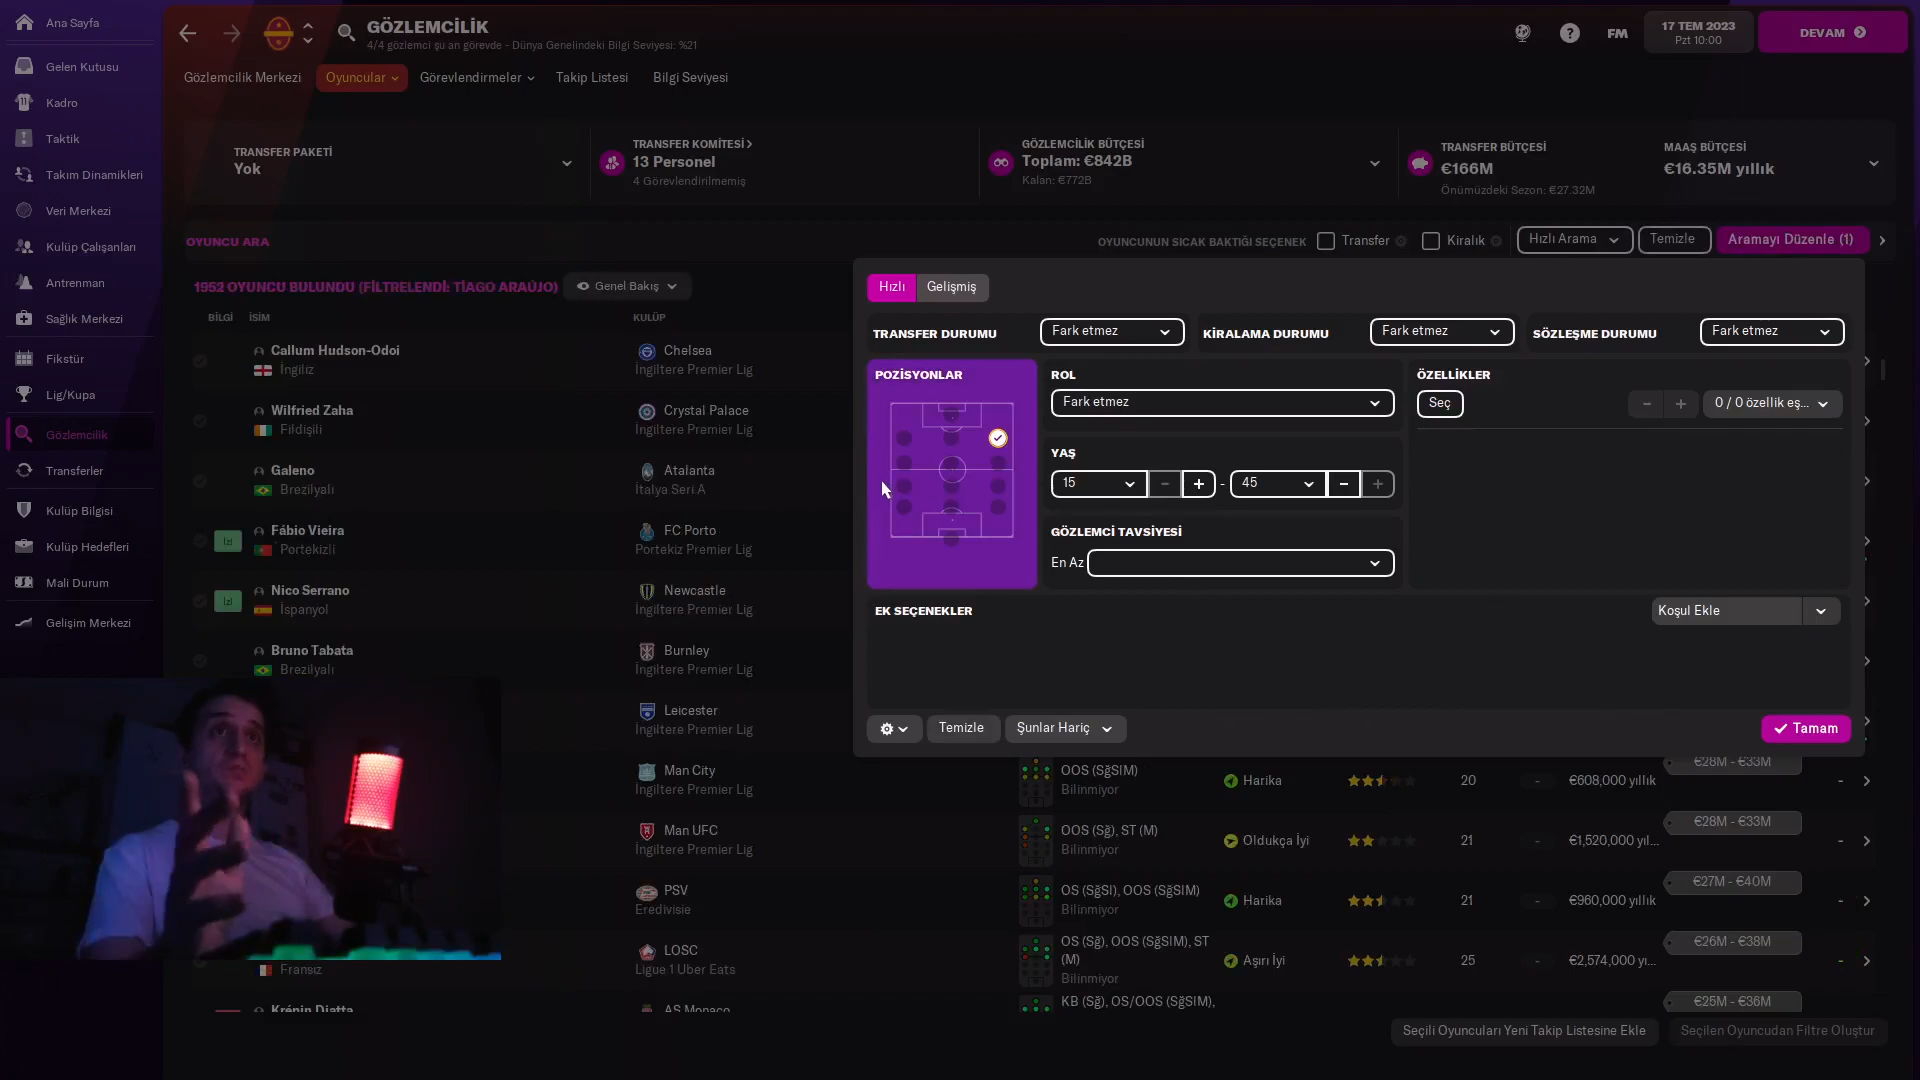 Ana Sayfa
Gelen Kutusu
Kadro
Taktik
Takım Dinamikleri
Veri Merkezi
Kulüp Çalışanları
Antrenman
Sağlık Merkezi
Fikstür
Lig/Kupa
Gözlemcilik
Transferler
Kulüp Bilgisi
Kulüp Hedefleri
Mali Durum
Gelişim Merkezi
GÖZLEMCİLİK
4/4 gözlemci şu an görevde - Dünya Genelindeki Bilgi Seviyesi: %21
FM
17 TEM 2023
Pzt 10:00
DEVAM
Gözlemcilik Merkezi
Oyuncular
Görevlendirmeler
Takip Listesi
Bilgi Seviyesi
TRANSFER PAKETİ
Yok
TRANSFER KOMİTESİ
13 Personel
4 Görevlendirilmemiş
GÖZLEMCİLİK BÜTÇESİ
Toplam: €842B
Kalan: €772B
TRANSFER BÜTÇESİ
€166M
Önümüzdeki Sezon: €27.32M
MAAŞ BÜTÇESİ
€16.35M yıllık
OYUNCU ARA
OYUNCUNUN SICAK BAKTIĞI SEÇENEK
Transfer
Kiralık
Hızlı Arama
Temizle
Aramayı Düzenle (1)
1952 OYUNCU BULUNDU (FİLTRELENDİ: TİAGO ARAÚJO)
Genel Bakış
BİLGİ
İSİM
KULÜP
Callum Hudson-Odoi
İngiliz
Chelsea
İngiltere Premier Lig
Wilfried Zaha
Fildişili
Crystal Palace
İngiltere Premier Lig
Galeno
Brezilyalı
Atalanta
İtalya Seri A
Fábio Vieira
Portekizli
FC Porto
Portekiz Premier Lig
Nico Serrano
İspanyol
Newcastle
İngiltere Premier Lig
Bruno Tabata
Brezilyalı
Burnley
İngiltere Premier Lig
Leicester
İngiltere Premier Lig
Man City
İngiltere Premier Lig
OOS (SğSIM)
Bilinmiyor
Harika
20
-
€608,000 yıllık
€28M - €33M
-
Man UFC
İngiltere Premier Lig
OOS (Sğ), ST (M)
Bilinmiyor
Oldukça İyi
21
-
€1,520,000 yıl...
€28M - €33M
-
PSV
Eredivisie
OS (SğSl), OOS (SğSIM)
Bilinmiyor
Harika
21
-
€960,000 yıllık
€27M - €40M
-
Fransız
LOSC
Ligue 1 Uber Eats
OS (Sğ), OOS (SğSIM), ST
(M)
Bilinmiyor
Aşırı İyi
25
-
€2,574,000 yı...
€26M - €38M
-
Krépin Diatta
AS Monaco
KB (Sğ), OS/OOS (SğSIM),
€25M - €36M
Hızlı
Gelişmiş
TRANSFER DURUMU
Fark etmez
KİRALAMA DURUMU
Fark etmez
SÖZLEŞME DURUMU
Fark etmez
POZİSYONLAR
ROL
Fark etmez
YAŞ
15
-
+
-
45
-
+
GÖZLEMCİ TAVSİYESİ
En Az
ÖZELLİKLER
Seç
-
+
0 / 0 özellik eş...
EK SEÇENEKLER
Koşul Ekle
Temizle
Şunlar Hariç
Tamam
Seçili Oyuncuları Yeni Takip Listesine Ekle
Seçilen Oyuncudan Filtre Oluştur